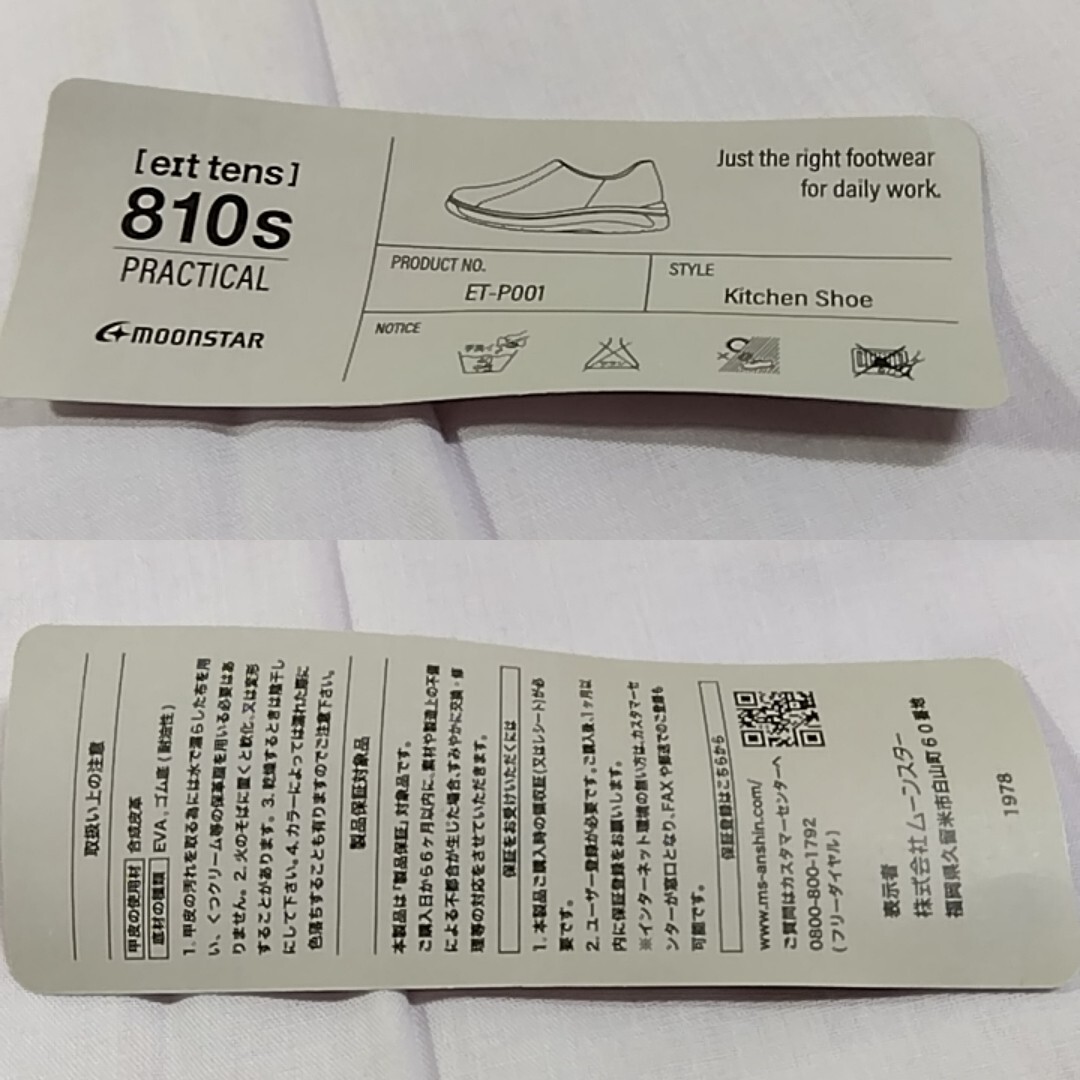 [eɪt tens]
810s
PRACTICAL
MOONSTAR
Just the right footwear
for daily work.
PRODUCT NO.
ET-P001
STYLE
Kitchen Shoe
NOTICE
取扱い上の注意
甲皮の使用材 合成皮革
底材の種類 EVA、ゴム底(耐油性)
1. 甲皮の汚れを取る為には水で濡らした布を用
い、くつクリーム等の保革脂を用いる必要はあ
りません。2. 火のそばに置くと軟化、又は変形
することがあります。3. 乾燥するときは陰干し
にして下さい。4. カラーによっては濡れた際に
色落ちすることも有りますのでご注意下さい。
製品保証対象品
本製品は「製品保証」対象品です。
ご購入日から6ヶ月以内に、素材や製造上の不備
による不都合が生じた場合、すみやかに交換・修
理等の対応をさせていただきます。
保証をお受けいただくには
1. 本製品ご購入時の領収証(又はレシート)が必
要です。
2. ユーザー登録が必要です。ご購入後、1ヶ月以
内に保証登録をお願いします。
※インターネット環境の無い方は、カスタマーセ
ンターが窓口となり、FAXや郵送でのご登録も
可能です。
保証登録はこちらから
www.ms-anshin.com/
ご質問はカスタマーセンターへ
0800-800-1792
(フリーダイヤル)
表示者
株式会社ムーンスター
福岡県久留米市白山町60番地
1978